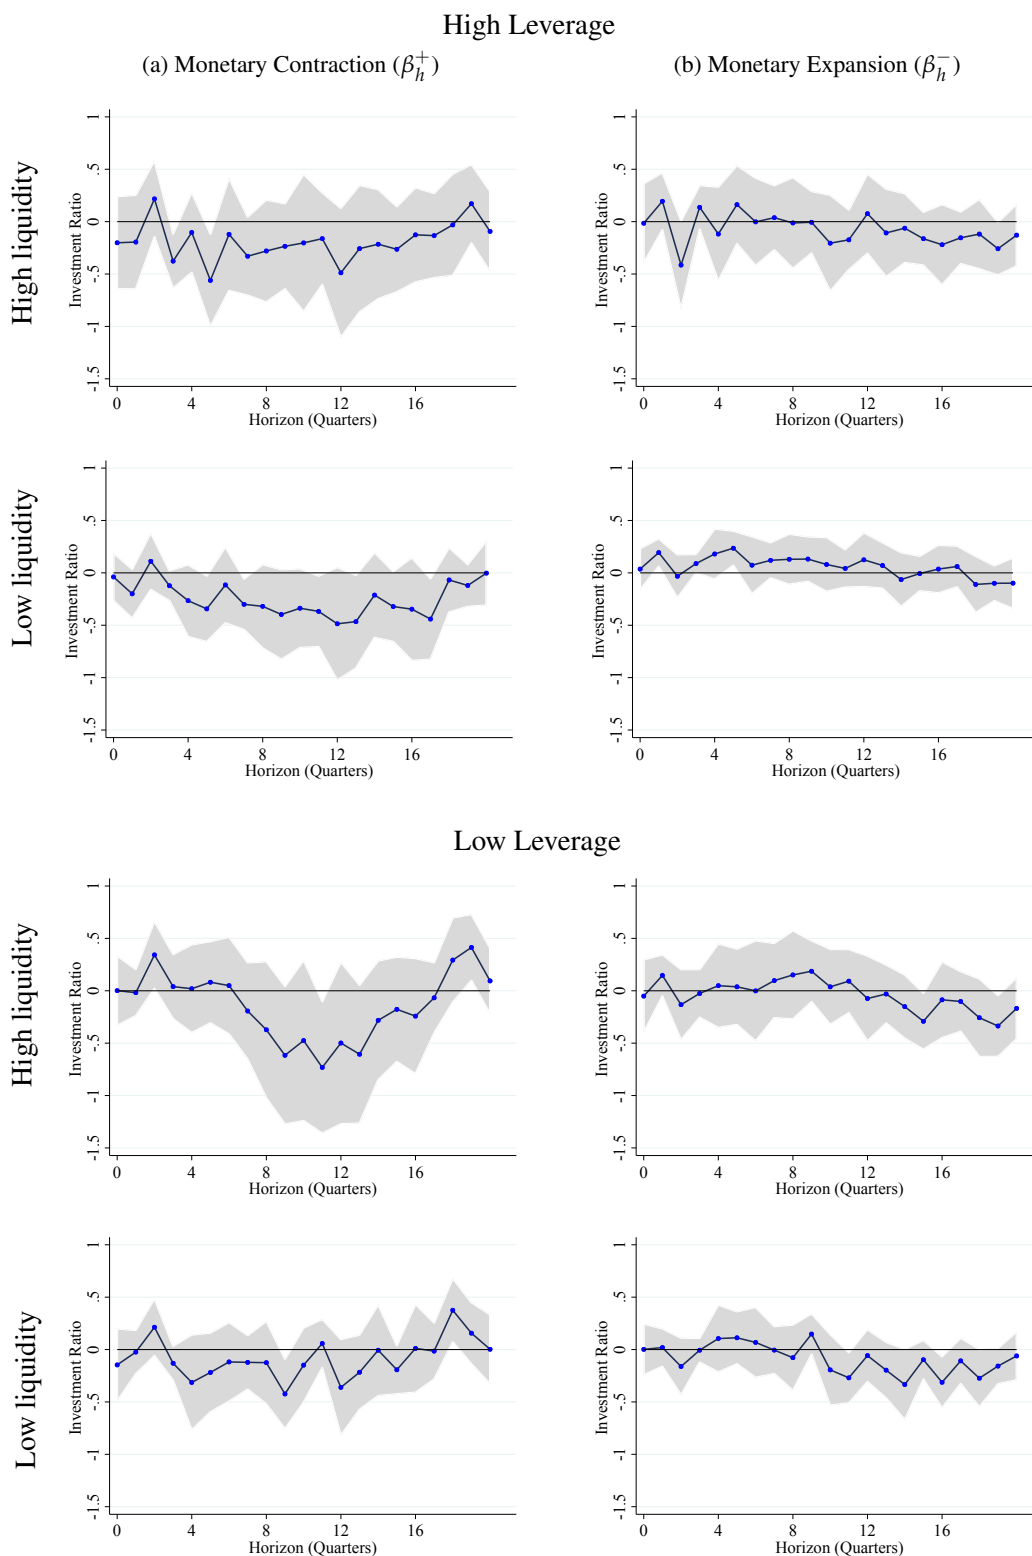 High Leverage
(a) Monetary Contraction (β_h^+)
(b) Monetary Expansion (β_h^−)
High liquidity
Investment Ratio
1
.5
0
-.5
-1
-1.5
0 4 8 12 16
Horizon (Quarters)
Investment Ratio
1
.5
0
-.5
-1
-1.5
0 4 8 12 16
Horizon (Quarters)
Low liquidity
Investment Ratio
1
.5
0
-.5
-1
-1.5
0 4 8 12 16
Horizon (Quarters)
Investment Ratio
1
.5
0
-.5
-1
-1.5
0 4 8 12 16
Horizon (Quarters)
Low Leverage
High liquidity
Investment Ratio
1
.5
0
-.5
-1
-1.5
0 4 8 12 16
Horizon (Quarters)
Investment Ratio
1
.5
0
-.5
-1
-1.5
0 4 8 12 16
Horizon (Quarters)
Low liquidity
Investment Ratio
1
.5
0
-.5
-1
-1.5
0 4 8 12 16
Horizon (Quarters)
Investment Ratio
1
.5
0
-.5
-1
-1.5
0 4 8 12 16
Horizon (Quarters)